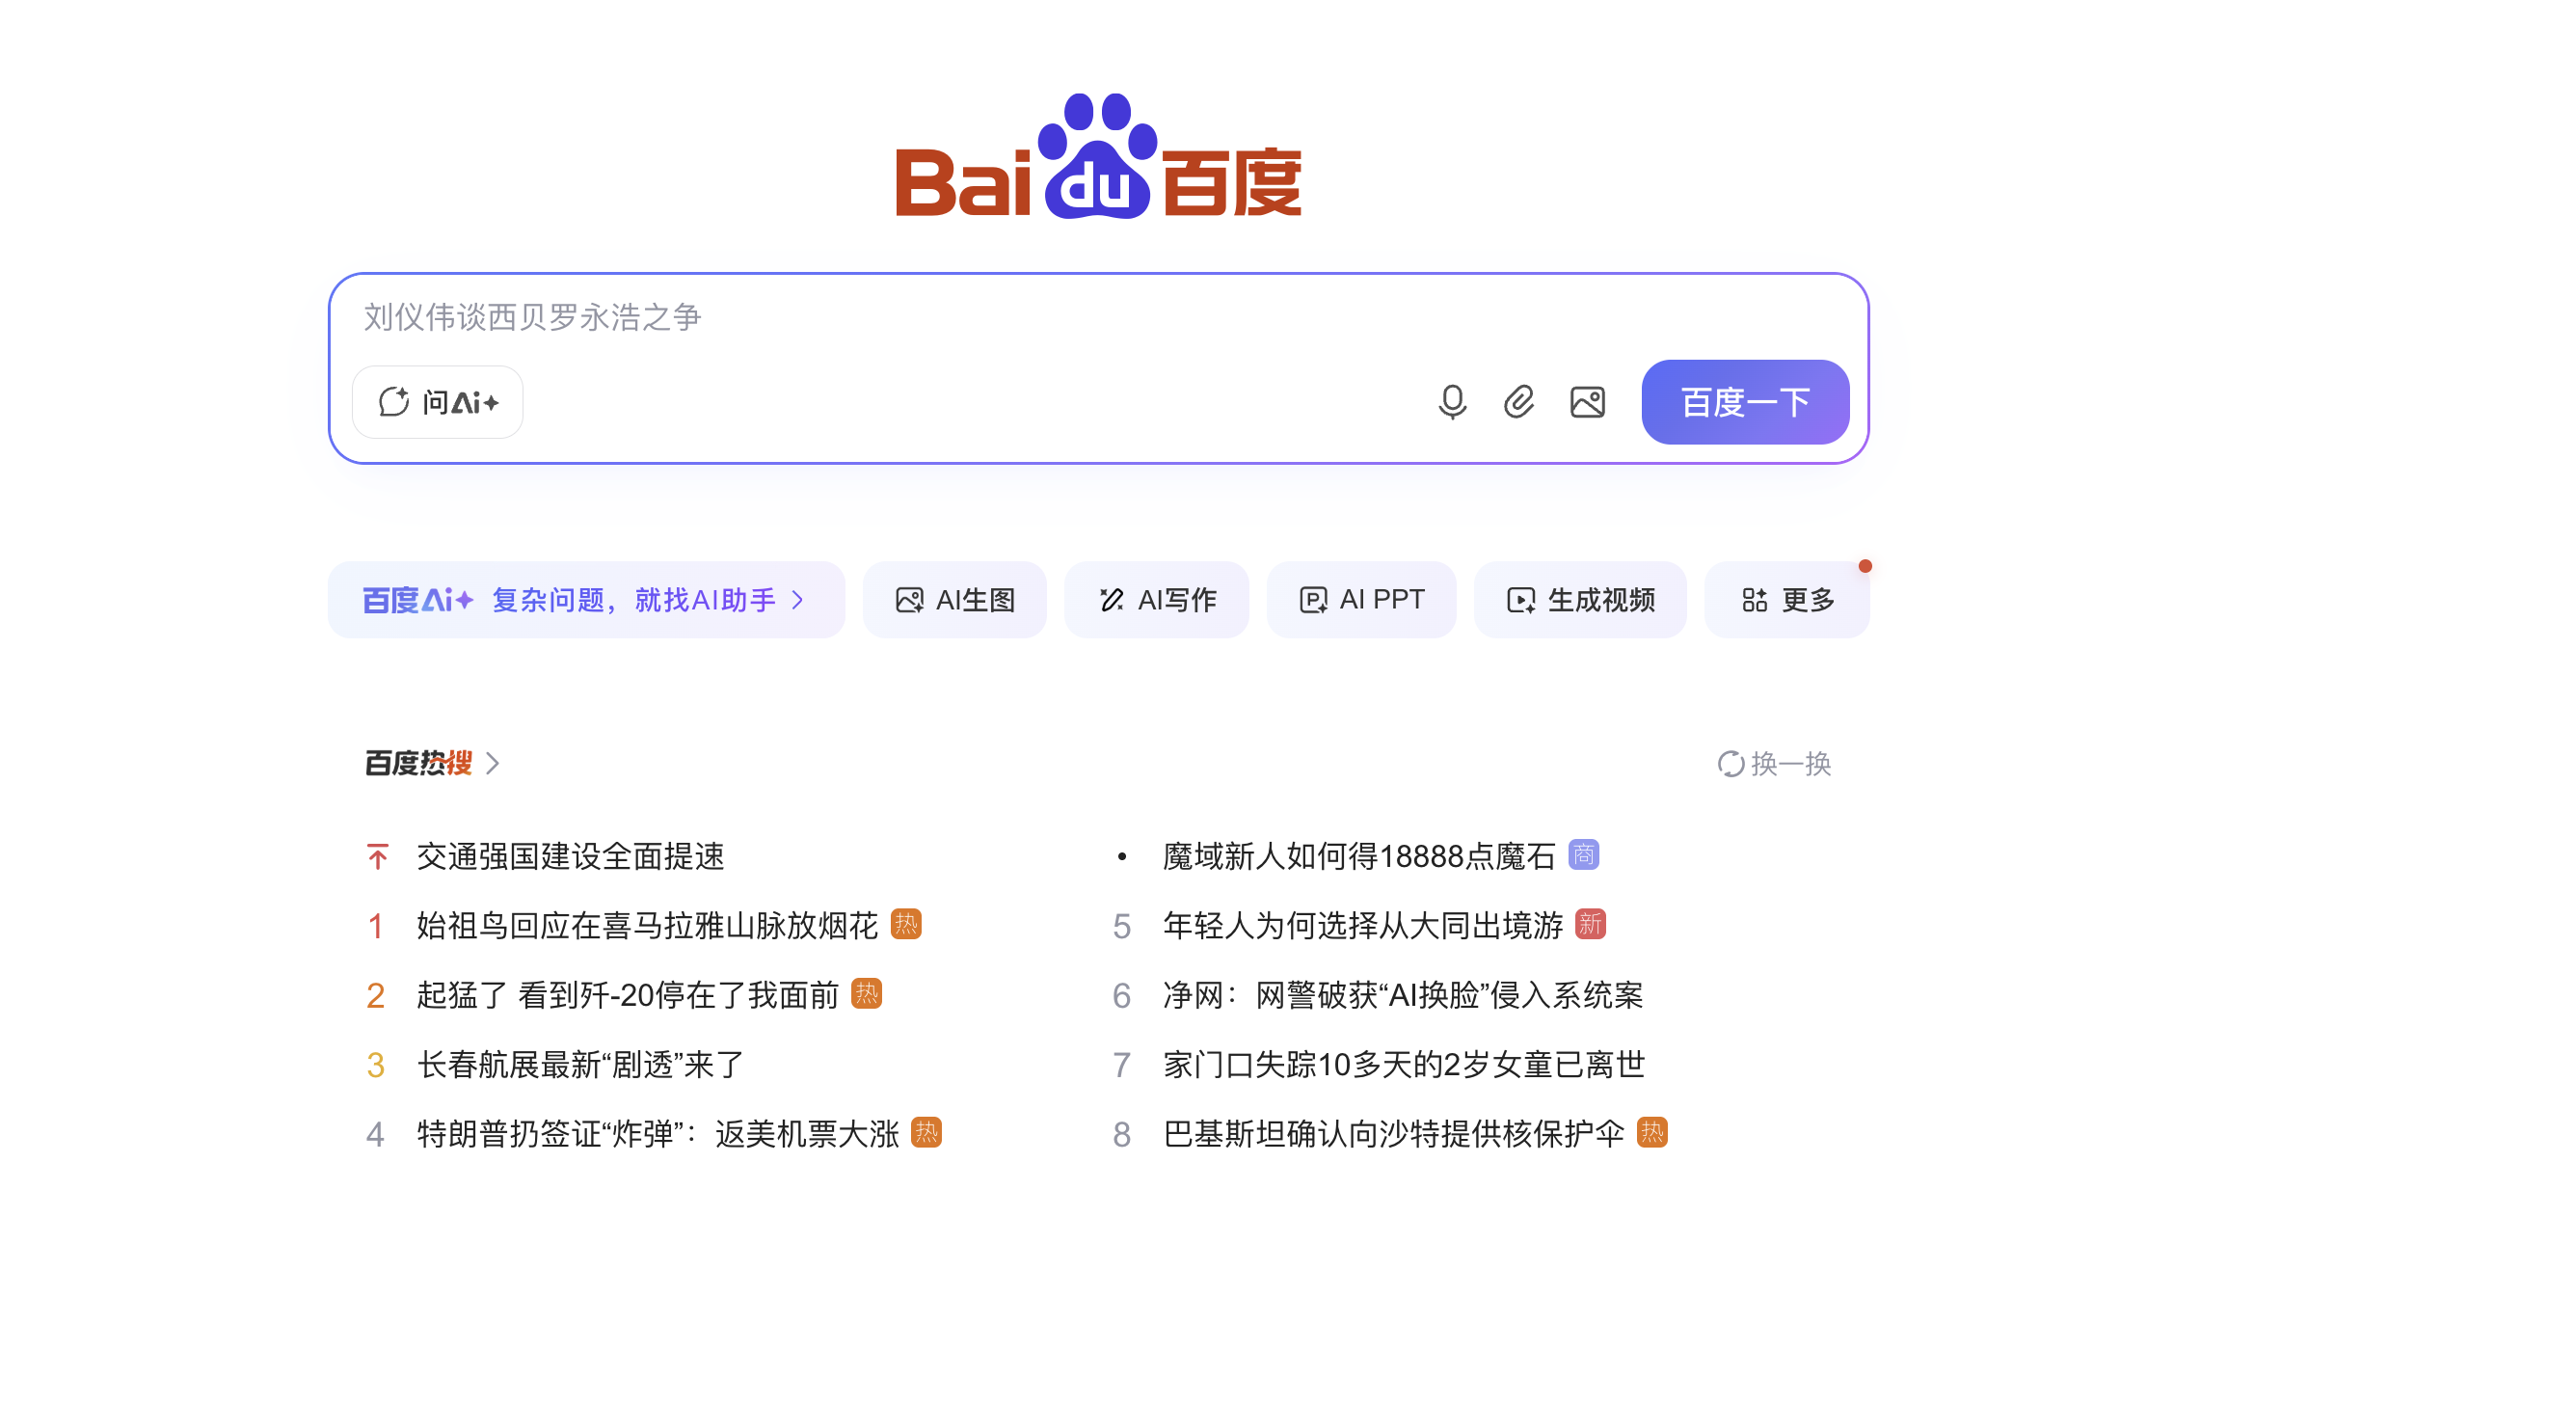 Bai du 百度
刘仪伟谈西贝罗永浩之争
问Ai
百度一下
百度Ai 复杂问题，就找AI助手
AI生图
AI写作
AI PPT
生成视频
更多
百度热搜
换一换
交通强国建设全面提速
1 始祖鸟回应在喜马拉雅山脉放烟花 热
2 起猛了 看到歼-20停在了我面前 热
3 长春航展最新“剧透”来了
4 特朗普扔签证“炸弹”：返美机票大涨 热
• 魔域新人如何得18888点魔石 商
5 年轻人为何选择从大同出境游 新
6 净网：网警破获“AI换脸”侵入系统案
7 家门口失踪10多天的2岁女童已离世
8 巴基斯坦确认向沙特提供核保护伞 热